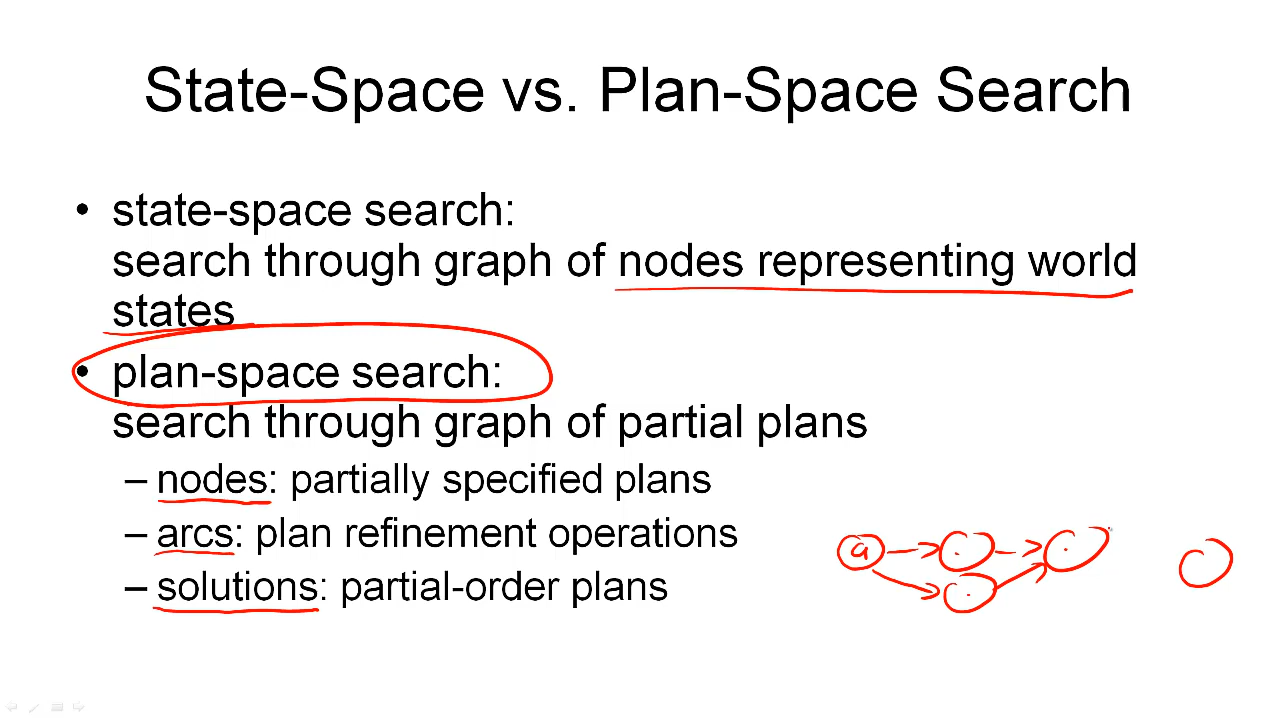 State-Space vs. Plan-Space Search
• state-space search:
search through graph of nodes representing world
states
• plan-space search:
search through graph of partial plans
– nodes: partially specified plans
– arcs: plan refinement operations
– solutions: partial-order plans
a